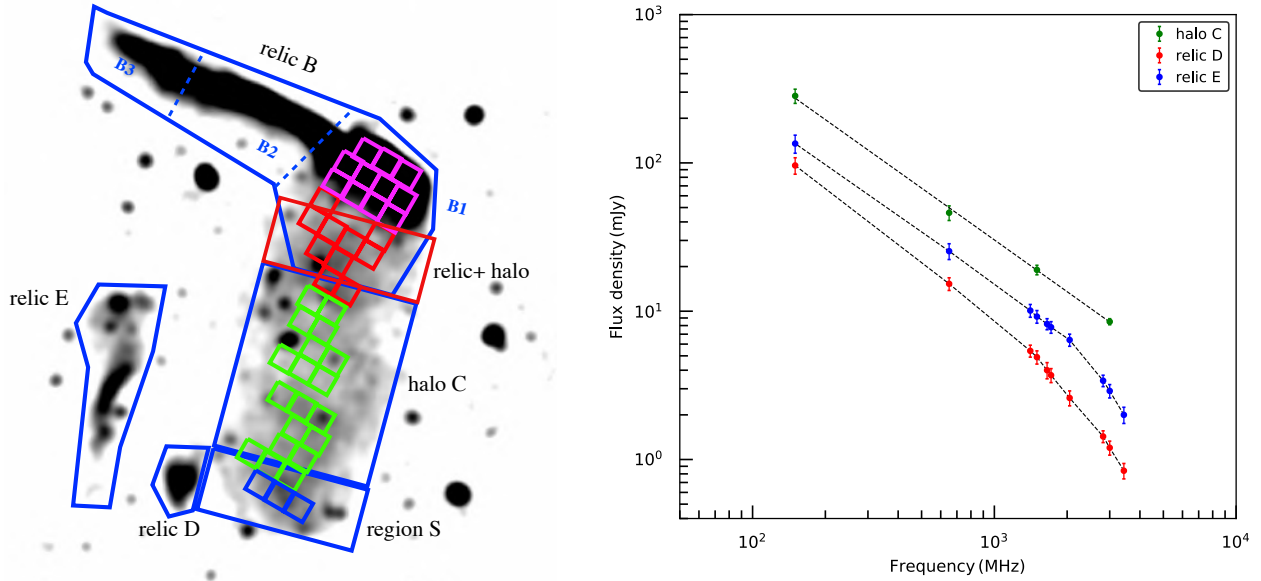 relic B
B3
B2
B1
relic+ halo
relic E
halo C
relic D
region S
halo C
relic D
relic E
10³
10²
10¹
10⁰
Flux density (mJy)
10² 10³ 10⁴
Frequency (MHz)